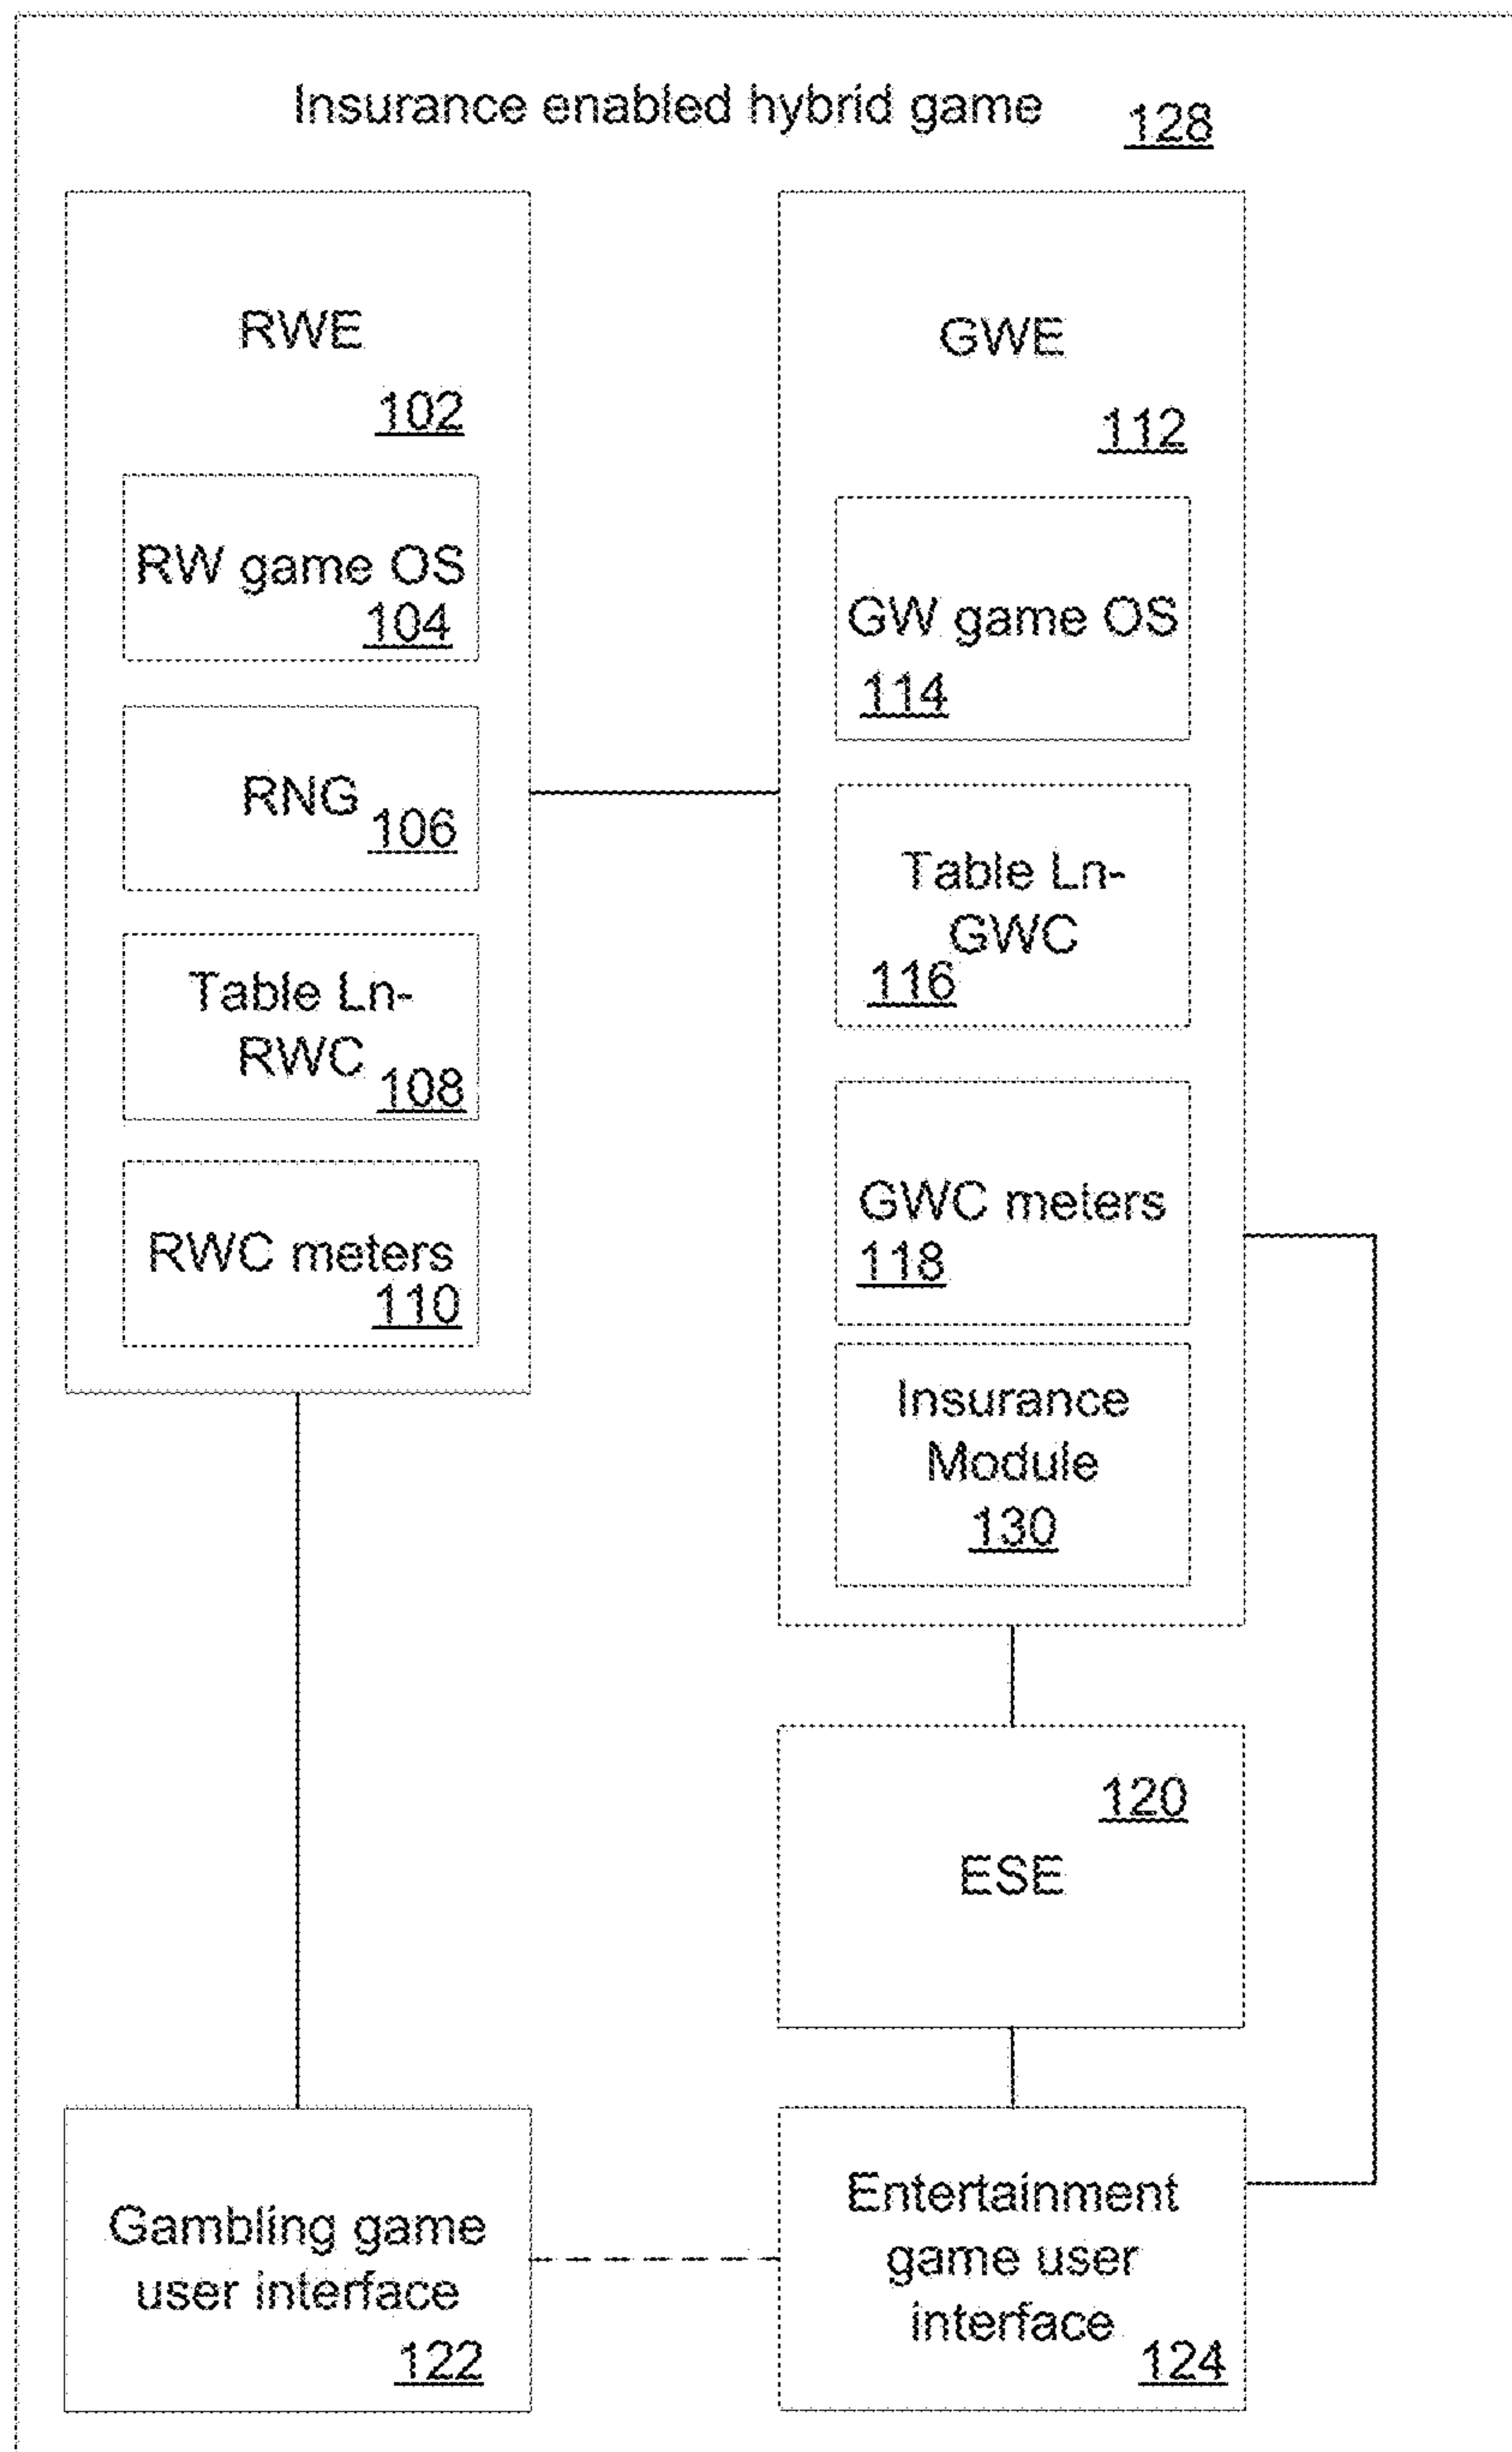 Insurance enabled hybrid game 128
RWE
102
RW game OS
104
RNG 106
Table Ln-
RWC
108
RWC meters
110
GWE
112
GW game OS
114
Table Ln-
GWC
116
GWC meters
118
Insurance
Module
130
120
ESE
Gambling game
user interface
122
Entertainment
game user
interface
124